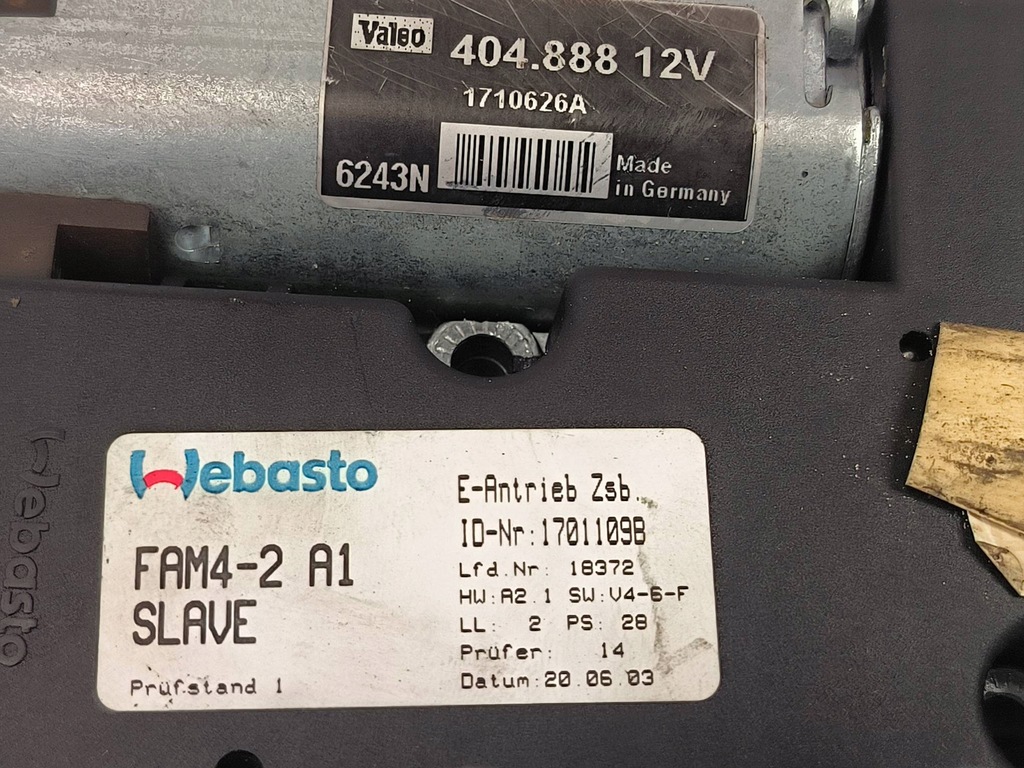 Valeo
404.888 12V
1710626A
6243N
Made
in Germany
Webasto
Webasto
E-Antrieb Zsb.
ID-Nr:1701109B
FAM4-2 A1
SLAVE
Lfd.Nr: 18372
HW:A2.1 SW:V4-6-F
LL: 2 PS: 28
Prüfer: 14
Prüfstand 1
Datum:20.06.03